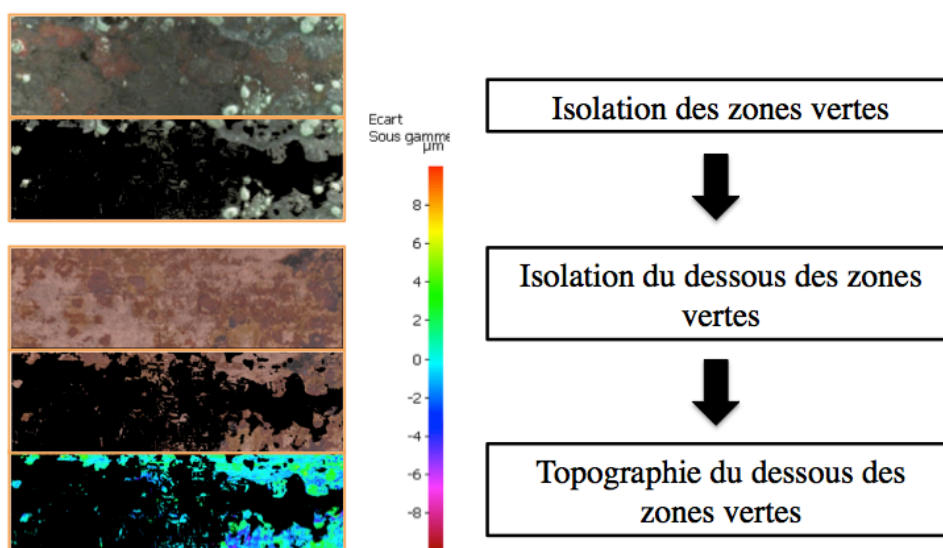 Ecart
Sous gamme
µm
8
6
4
2
0
-2
-4
-6
-8
Isolation des zones vertes
Isolation du dessous des zones
vertes
Topographie du dessous des
zones vertes